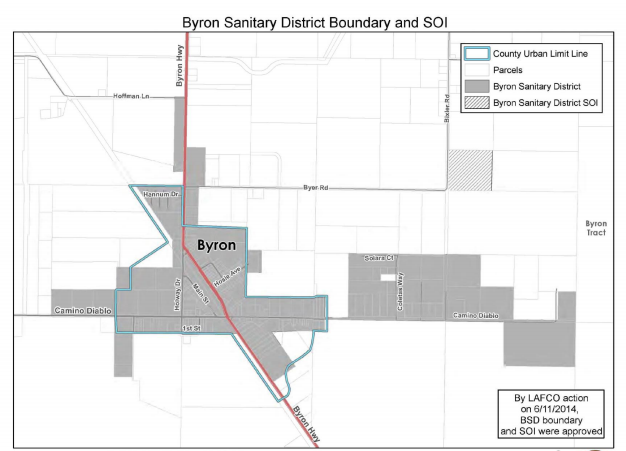 Byron Sanitary District Boundary and SOI
County Urban Limit Line
Parcels
Byron Sanitary District
Byron Sanitary District SOI
Byron Hwy
Hoffman Ln
Bixler Rd
Byer Rd
Hannum Dr
Byron
Tract
Byron
Solara Ct
Hosie Ave
Main St
Holway Dr
Coletas Way
Camino Diablo
Camino Diablo
1st St
Byron Hwy
By LAFCO action
on 6/11/2014,
BSD boundary
and SOI were approved